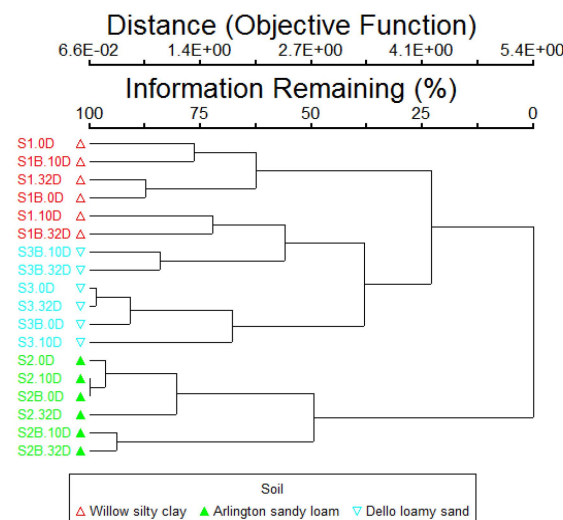 Distance (Objective Function)
6.6E-02 1.4E+00 2.7E+00 4.1E+00 5.4E+00
Information Remaining (%)
100 75 50 25 0
S1.0D
S1B.10D
S1.32D
S1B.0D
S1.10D
S1B.32D
S3B.10D
S3B.32D
S3.0D
S3.32D
S3B.0D
S3.10D
S2.0D
S2.10D
S2B.0D
S2.32D
S2B.10D
S2B.32D
Soil
Willow silty clay Arlington sandy loam Dello loamy sand